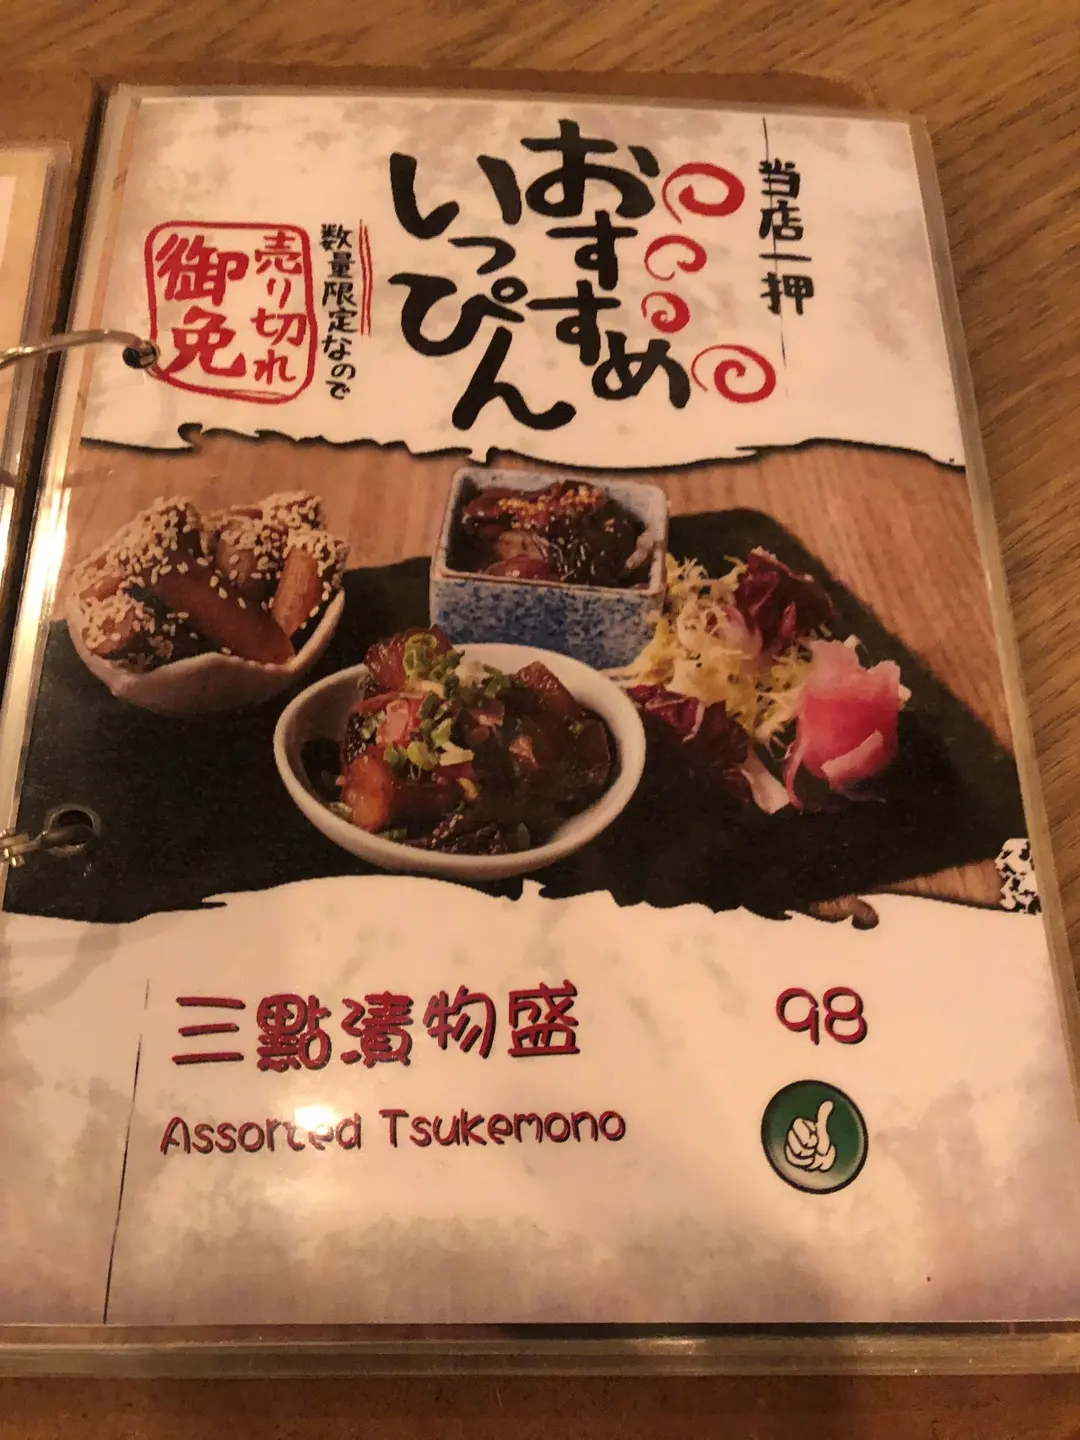 当店一押
おすすめ
いっぴん
数量限定なので
売り切れ
御免
三點漬物盛
98
Assorted Tsukemono